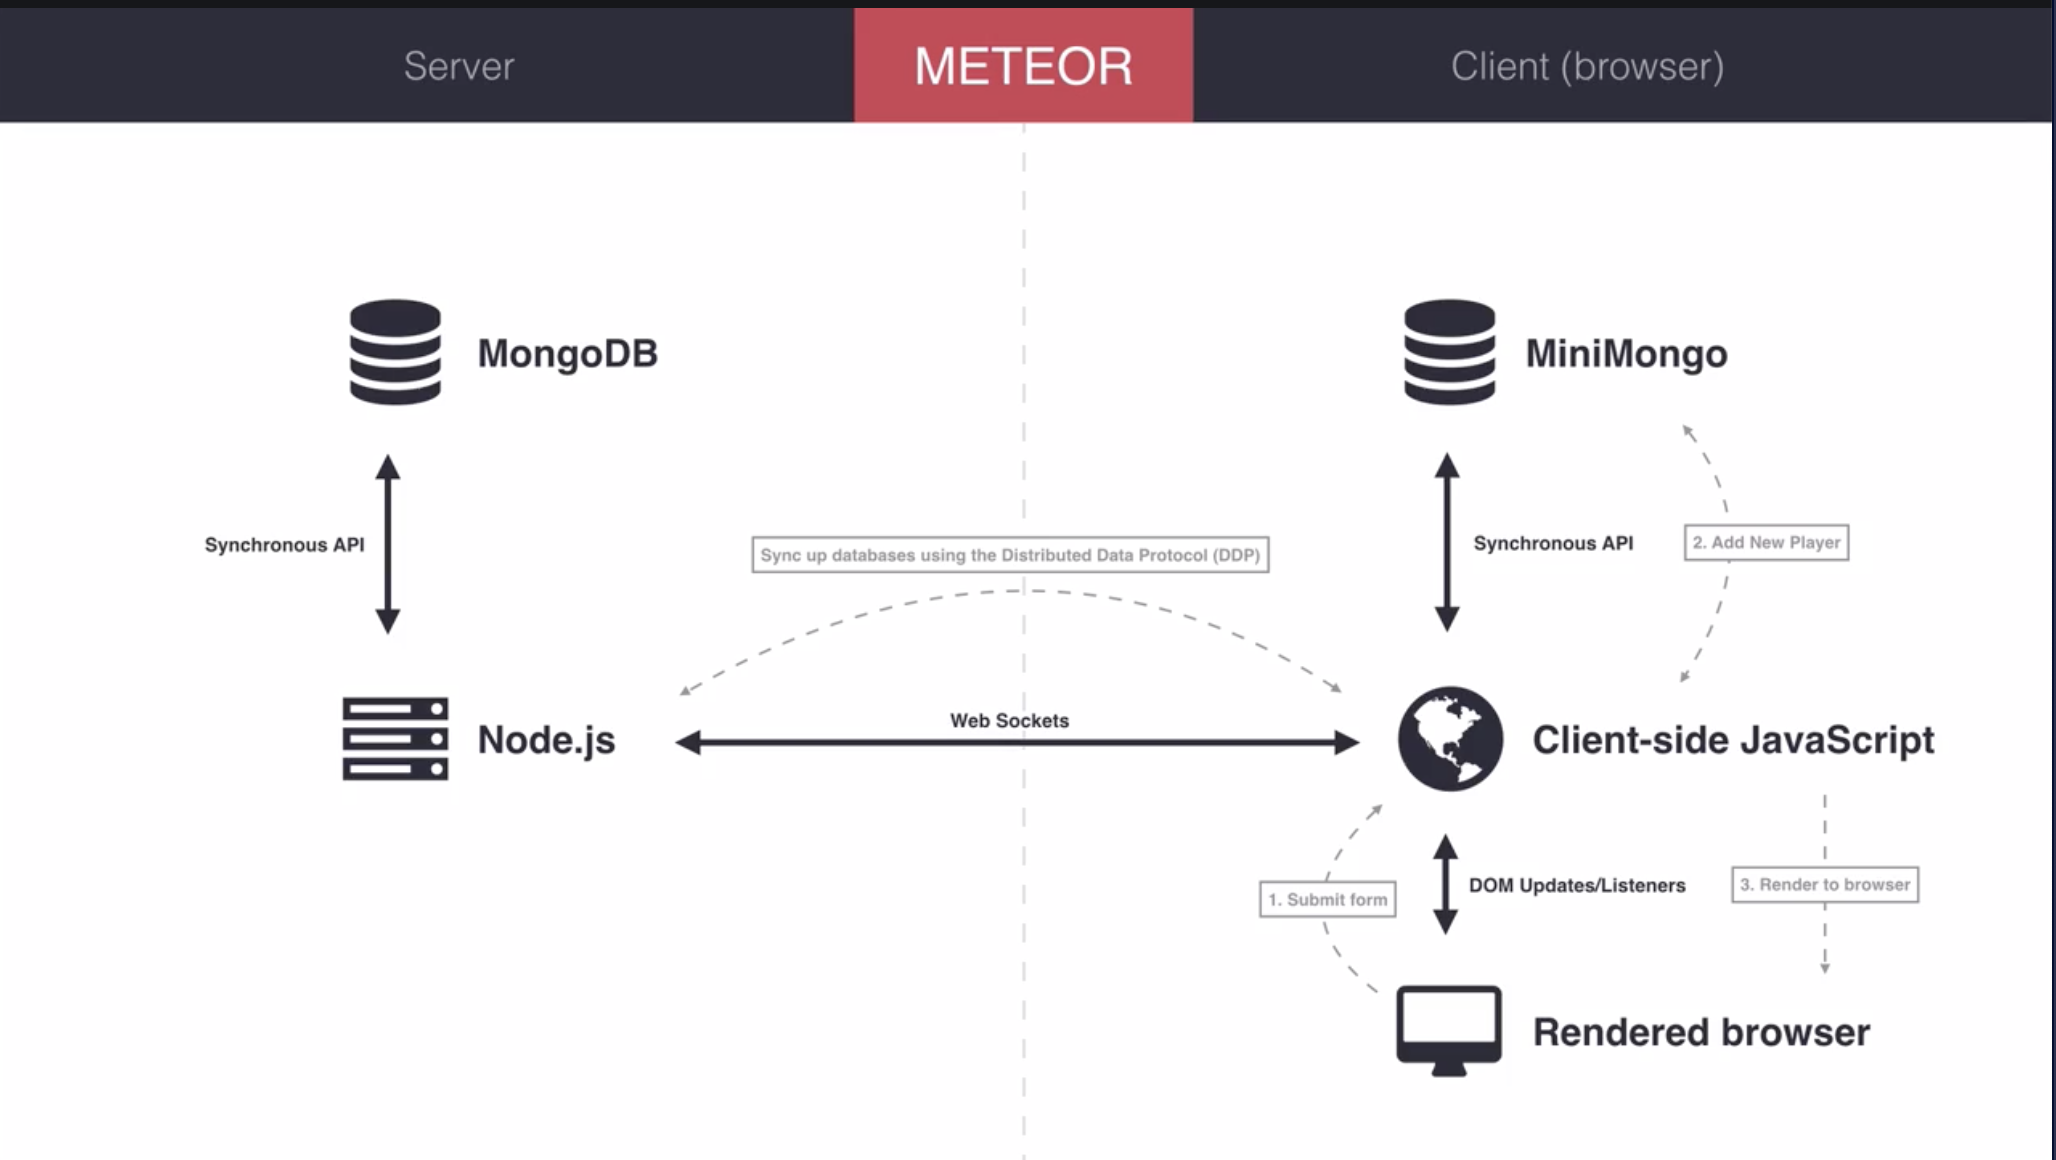 Server
METEOR
Client (browser)
MongoDB
MiniMongo
Synchronous API
Sync up databases using the Distributed Data Protocol (DDP)
Synchronous API
2. Add New Player
Web Sockets
Node.js
Client-side JavaScript
1. Submit form
DOM Updates/Listeners
3. Render to browser
Rendered browser